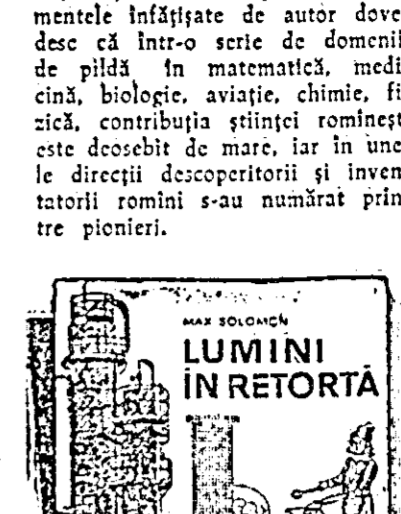 mentele înfățișate de autor dove
desc că într-o serie de domenii
de pildă în matematică, medi
cină, biologie, aviație, chimie, fi
zică, contribuția științei romînești
este deosebit de mare, iar în une
le direcții descoperitorii și inven
tatorii romîni s-au numărat prin
tre pionieri.
MAX SOLOMON
LUMINI
ÎN RETORTĂ